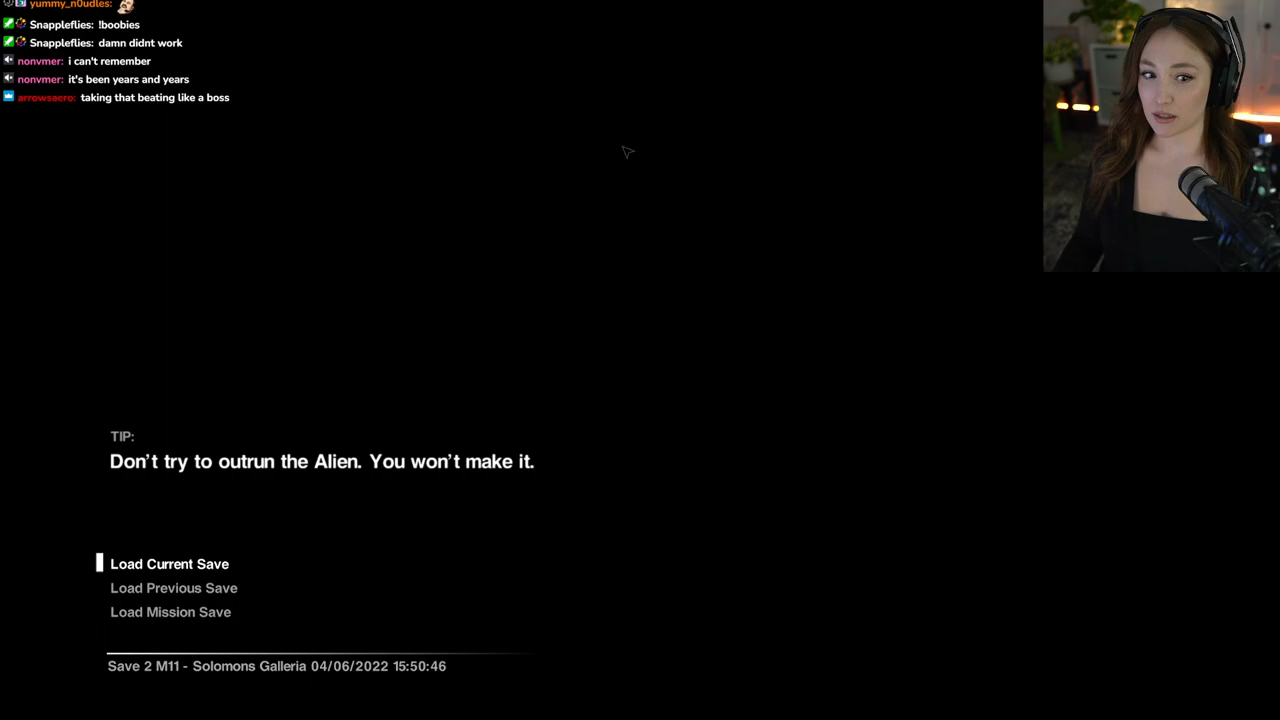 yummy_n0udles:
Snappleflies: !boobies
Snappleflies: damn didnt work
nonvmer: i can't remember
nonvmer: it's been years and years
arrowsaero: taking that beating like a boss
TIP:
Don't try to outrun the Alien. You won't make it.
Load Current Save
Load Previous Save
Load Mission Save
Save 2 M11 - Solomons Galleria 04/06/2022 15:50:46